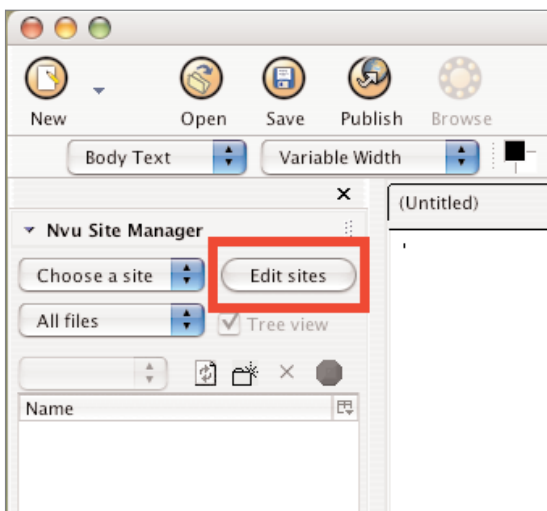 New Open Save Publish Browse
Body Text Variable Width
(Untitled)
Nvu Site Manager
Choose a site Edit sites
All files Tree view
Name